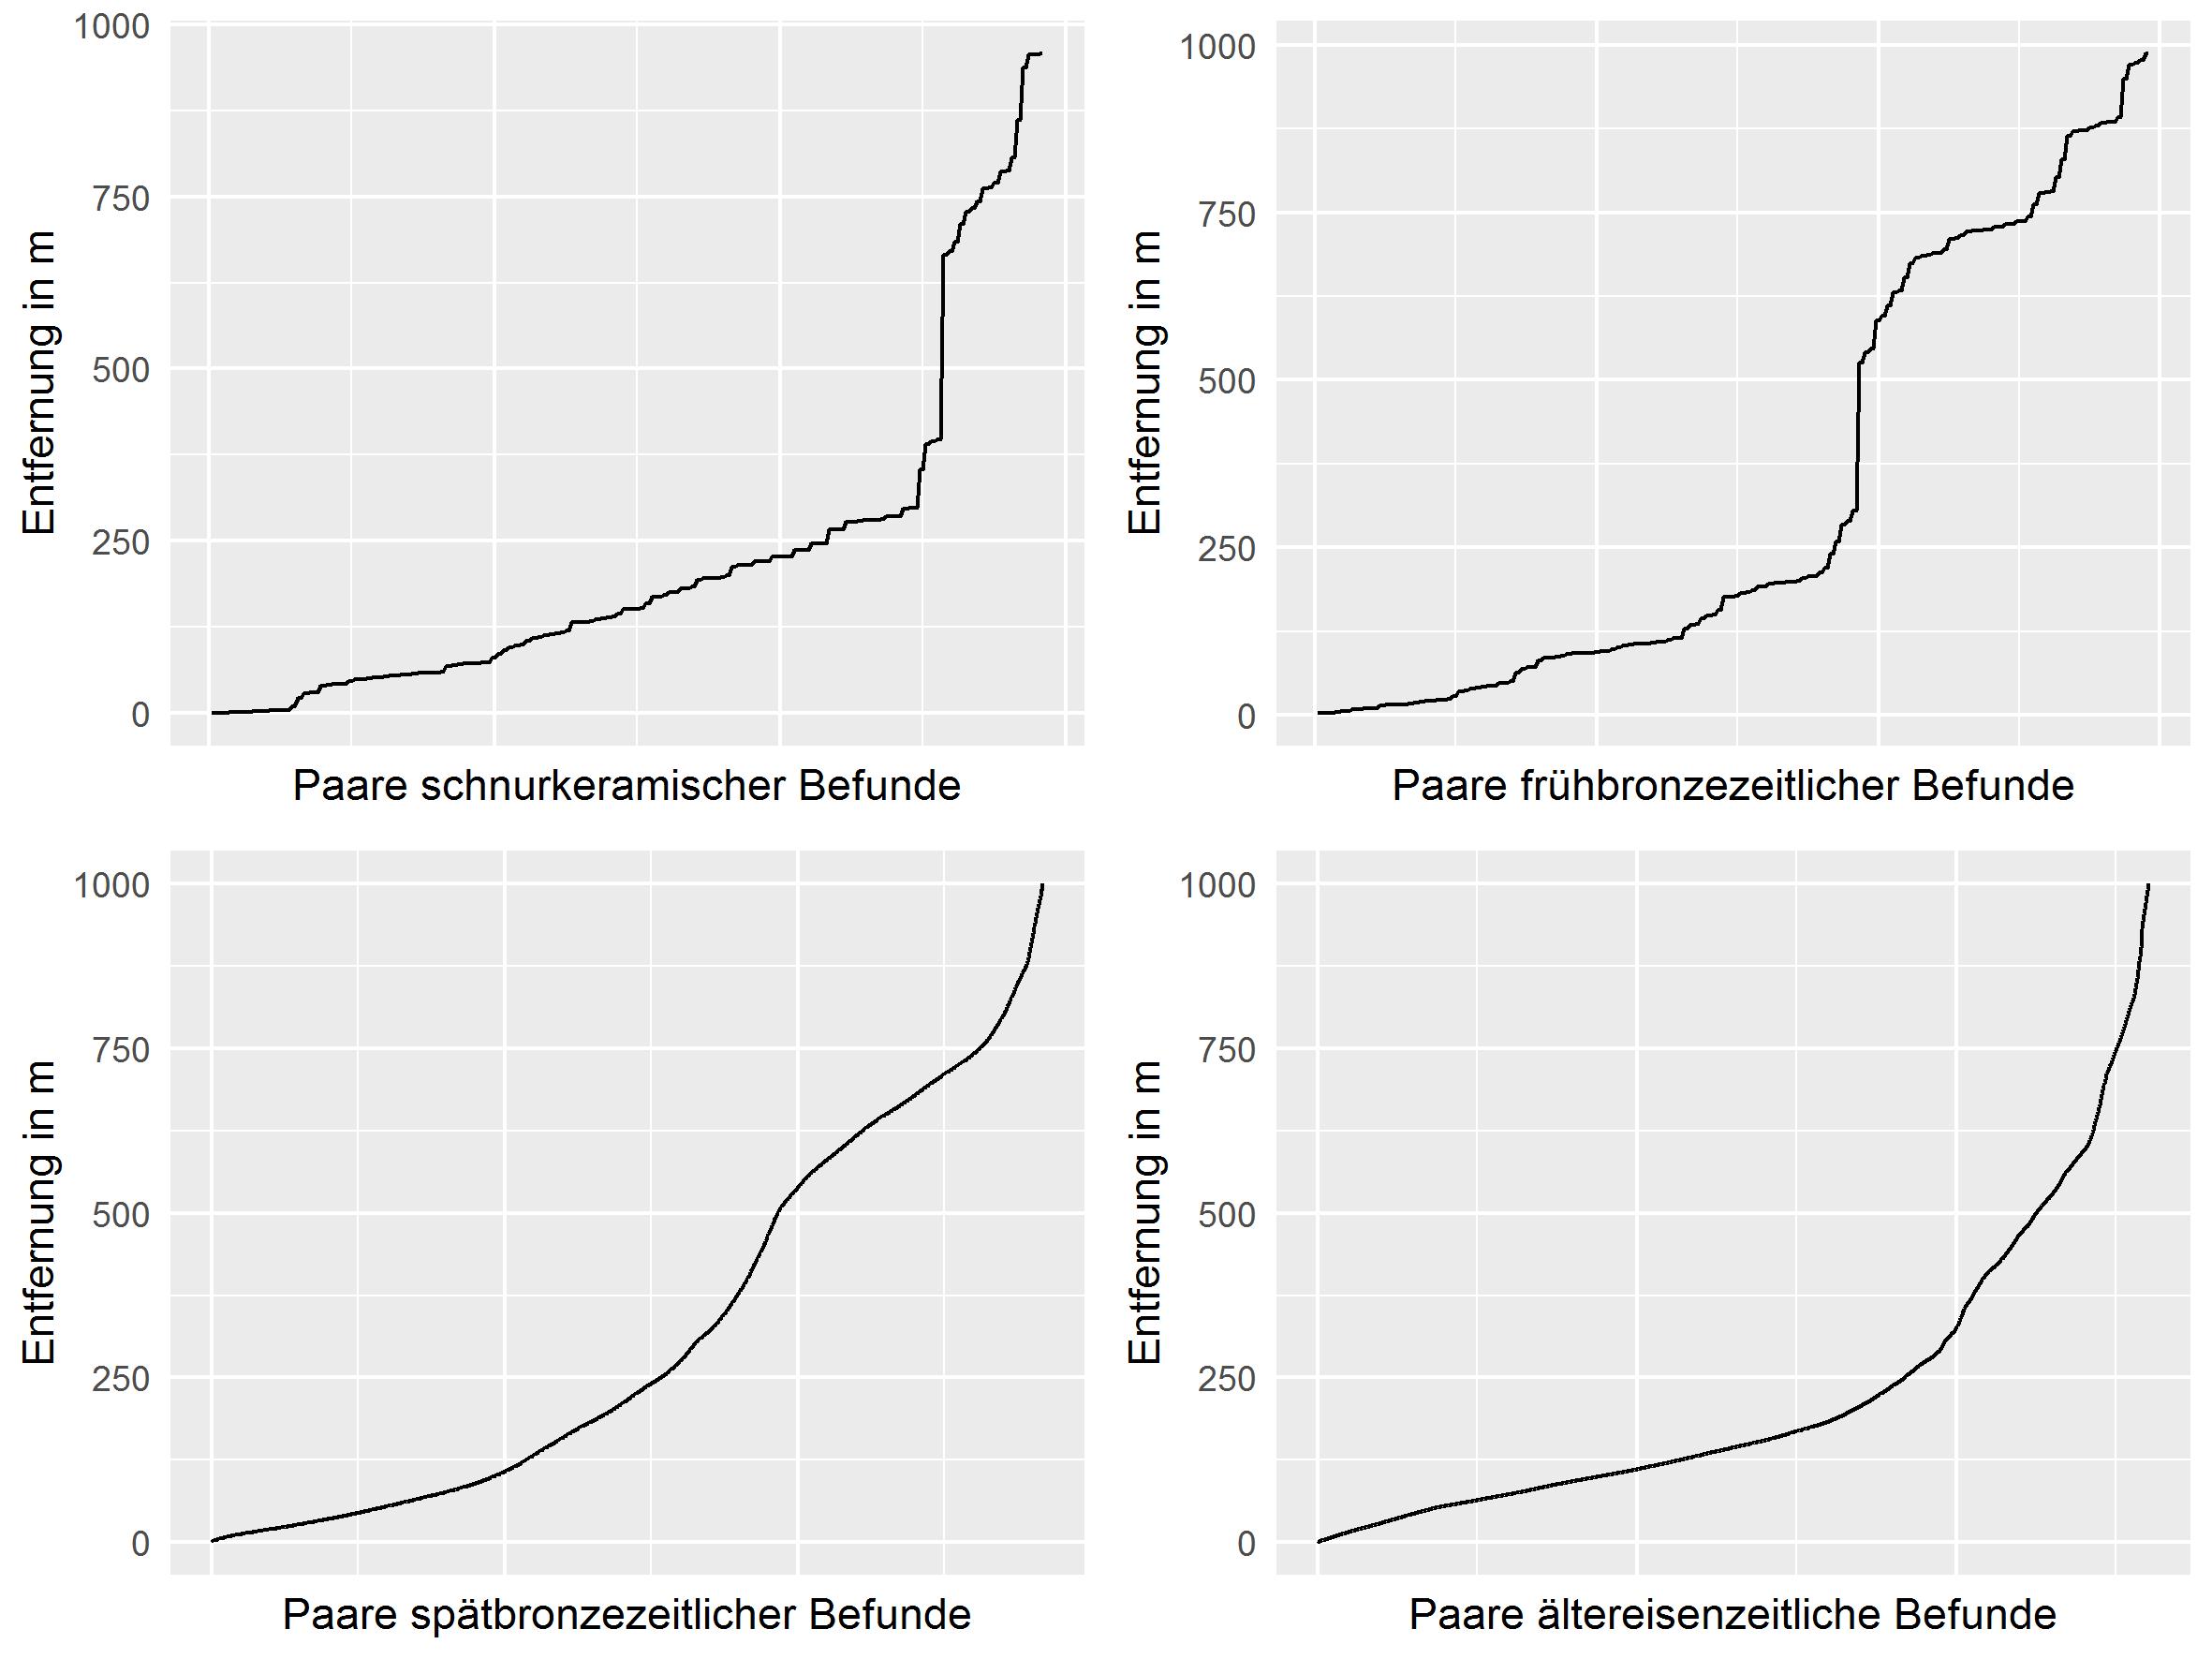 1000
750
500
250
0
Entfernung in m
Paare schnurkeramischer Befunde
1000
750
500
250
0
Entfernung in m
Paare frühbronzezeitlicher Befunde
1000
750
500
250
0
Entfernung in m
Paare spätbronzezeitlicher Befunde
1000
750
500
250
0
Entfernung in m
Paare ältereisenzeitliche Befunde